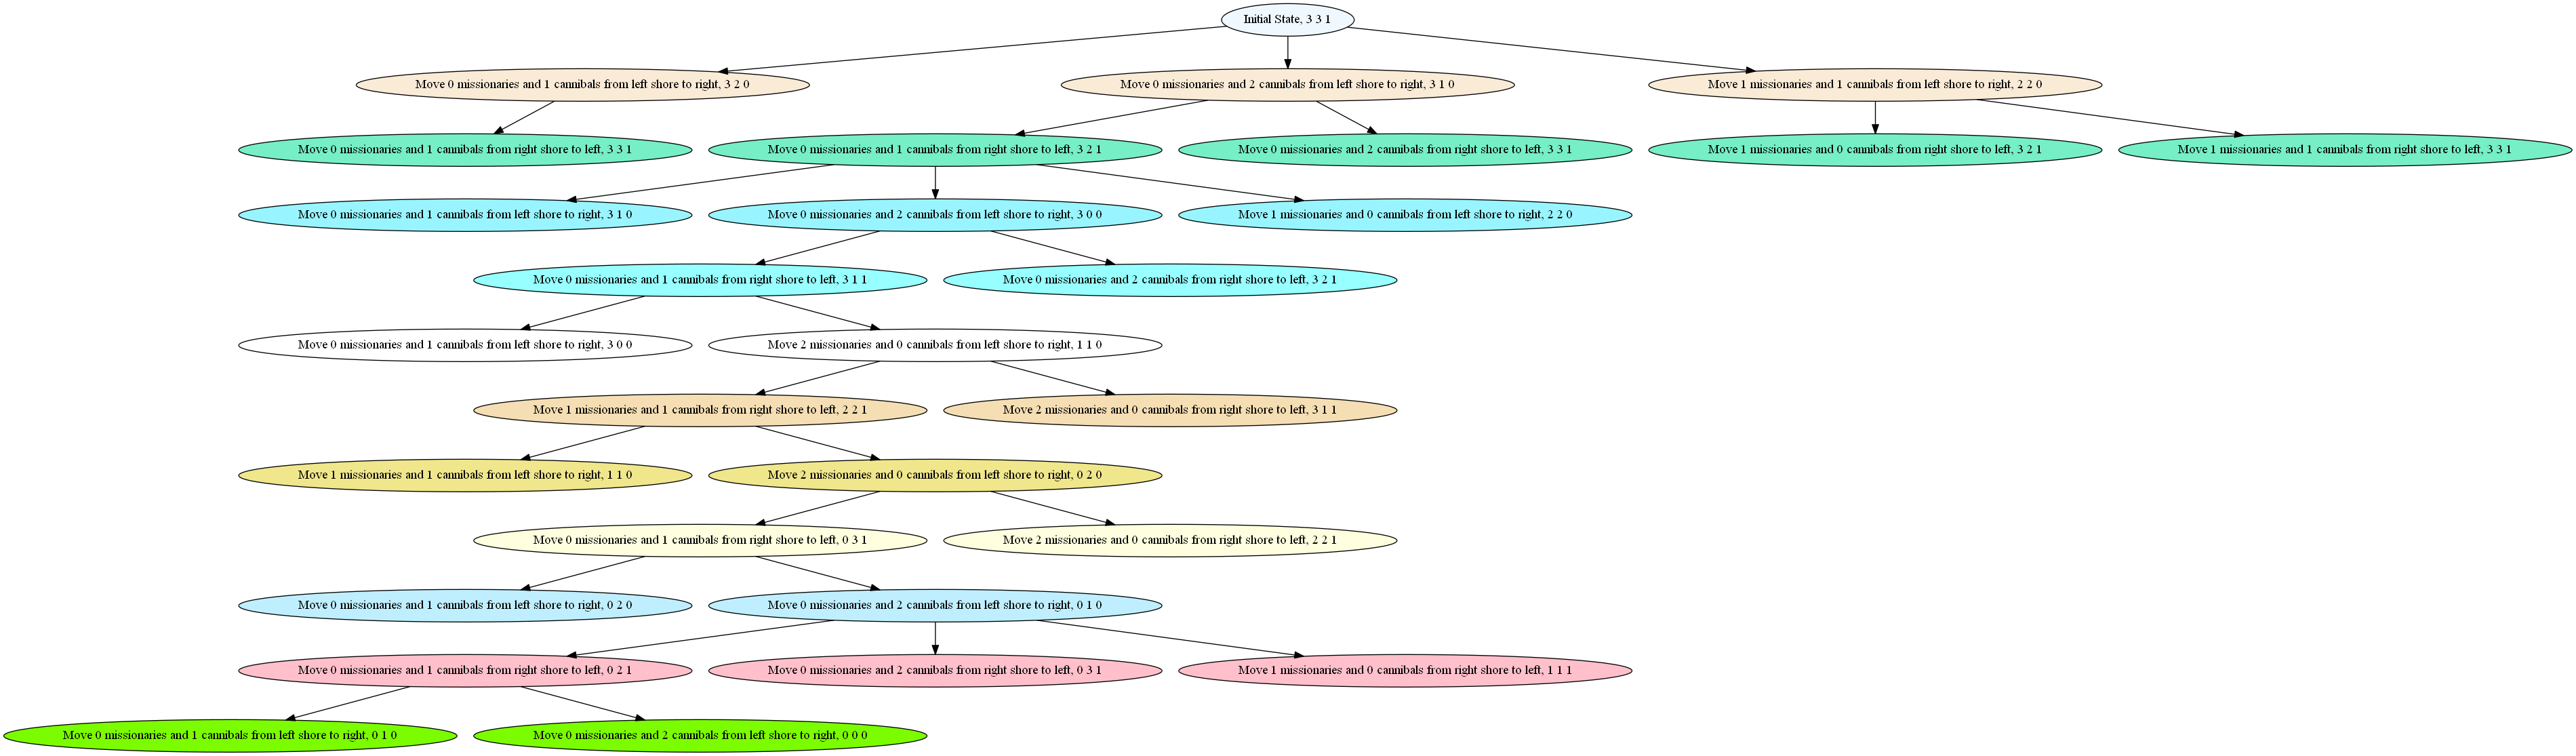 Initial State, 3 3 1
Move 0 missionaries and 1 cannibals from left shore to right, 3 2 0
Move 0 missionaries and 2 cannibals from left shore to right, 3 1 0
Move 1 missionaries and 1 cannibals from left shore to right, 2 2 0
Move 0 missionaries and 1 cannibals from right shore to left, 3 3 1
Move 0 missionaries and 1 cannibals from right shore to left, 3 2 1
Move 0 missionaries and 2 cannibals from right shore to left, 3 3 1
Move 1 missionaries and 0 cannibals from right shore to left, 3 2 1
Move 1 missionaries and 1 cannibals from right shore to left, 3 3 1
Move 0 missionaries and 1 cannibals from left shore to right, 3 1 0
Move 0 missionaries and 2 cannibals from left shore to right, 3 0 0
Move 1 missionaries and 0 cannibals from left shore to right, 2 2 0
Move 0 missionaries and 1 cannibals from right shore to left, 3 1 1
Move 0 missionaries and 2 cannibals from right shore to left, 3 2 1
Move 0 missionaries and 1 cannibals from left shore to right, 3 0 0
Move 2 missionaries and 0 cannibals from left shore to right, 1 1 0
Move 1 missionaries and 1 cannibals from right shore to left, 2 2 1
Move 2 missionaries and 0 cannibals from right shore to left, 3 1 1
Move 1 missionaries and 1 cannibals from left shore to right, 1 1 0
Move 2 missionaries and 0 cannibals from left shore to right, 0 2 0
Move 0 missionaries and 1 cannibals from right shore to left, 0 3 1
Move 2 missionaries and 0 cannibals from right shore to left, 2 2 1
Move 0 missionaries and 1 cannibals from left shore to right, 0 2 0
Move 0 missionaries and 2 cannibals from left shore to right, 0 1 0
Move 0 missionaries and 1 cannibals from right shore to left, 0 2 1
Move 0 missionaries and 2 cannibals from right shore to left, 0 3 1
Move 1 missionaries and 0 cannibals from right shore to left, 1 1 1
Move 0 missionaries and 1 cannibals from left shore to right, 0 1 0
Move 0 missionaries and 2 cannibals from left shore to right, 0 0 0